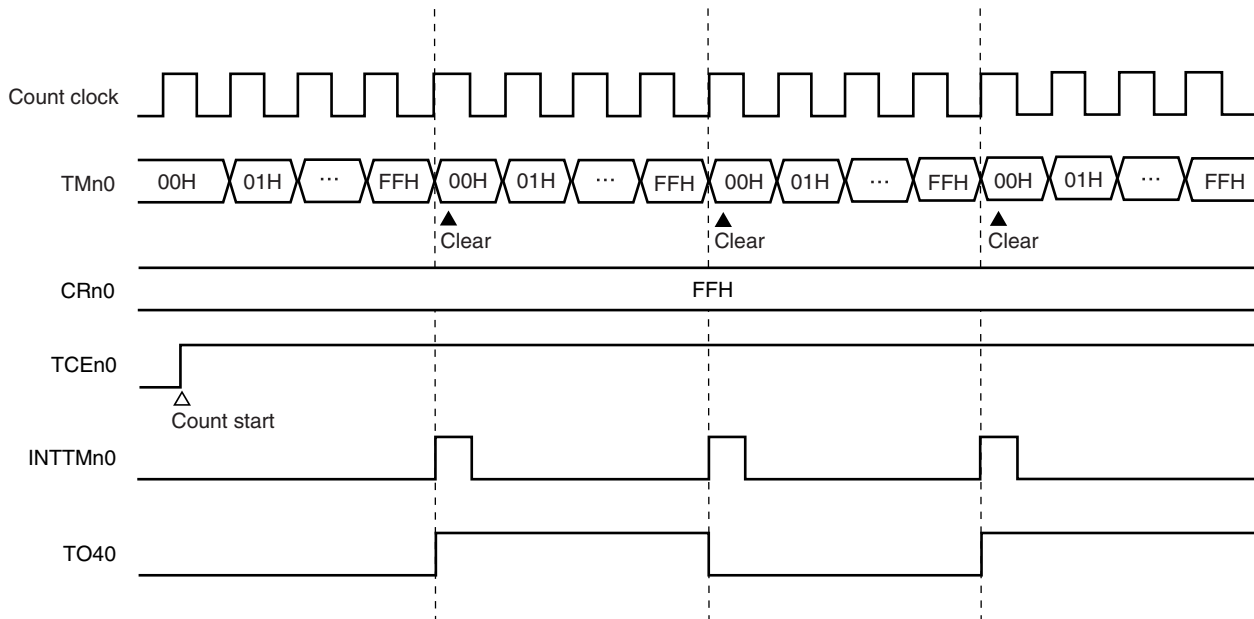 Count clock
TMn0 00H 01H ... FFH 00H 01H ... FFH 00H 01H ... FFH 00H 01H ... FFH
Clear Clear Clear
CRn0 FFH
TCEn0
Count start
INTTMn0
TO40